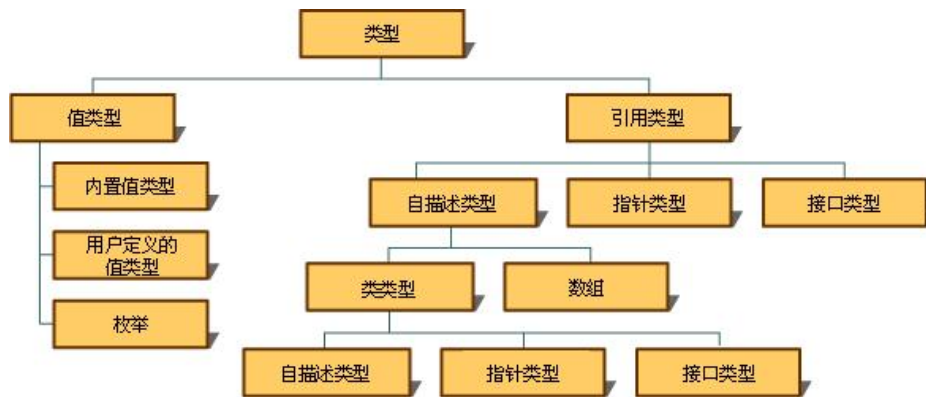 类型
值类型
引用类型
内置值类型
自描述类型
指针类型
接口类型
用户定义的
值类型
类类型
数组
枚举
自描述类型
指针类型
接口类型